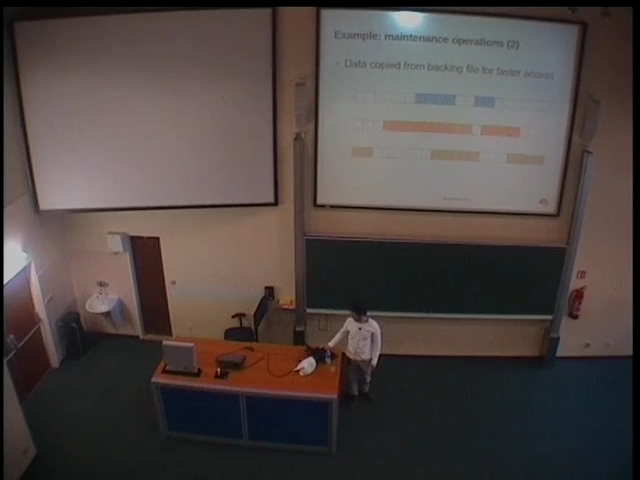 Example: maintenance operations (2)
Data copied from backing file for faster access